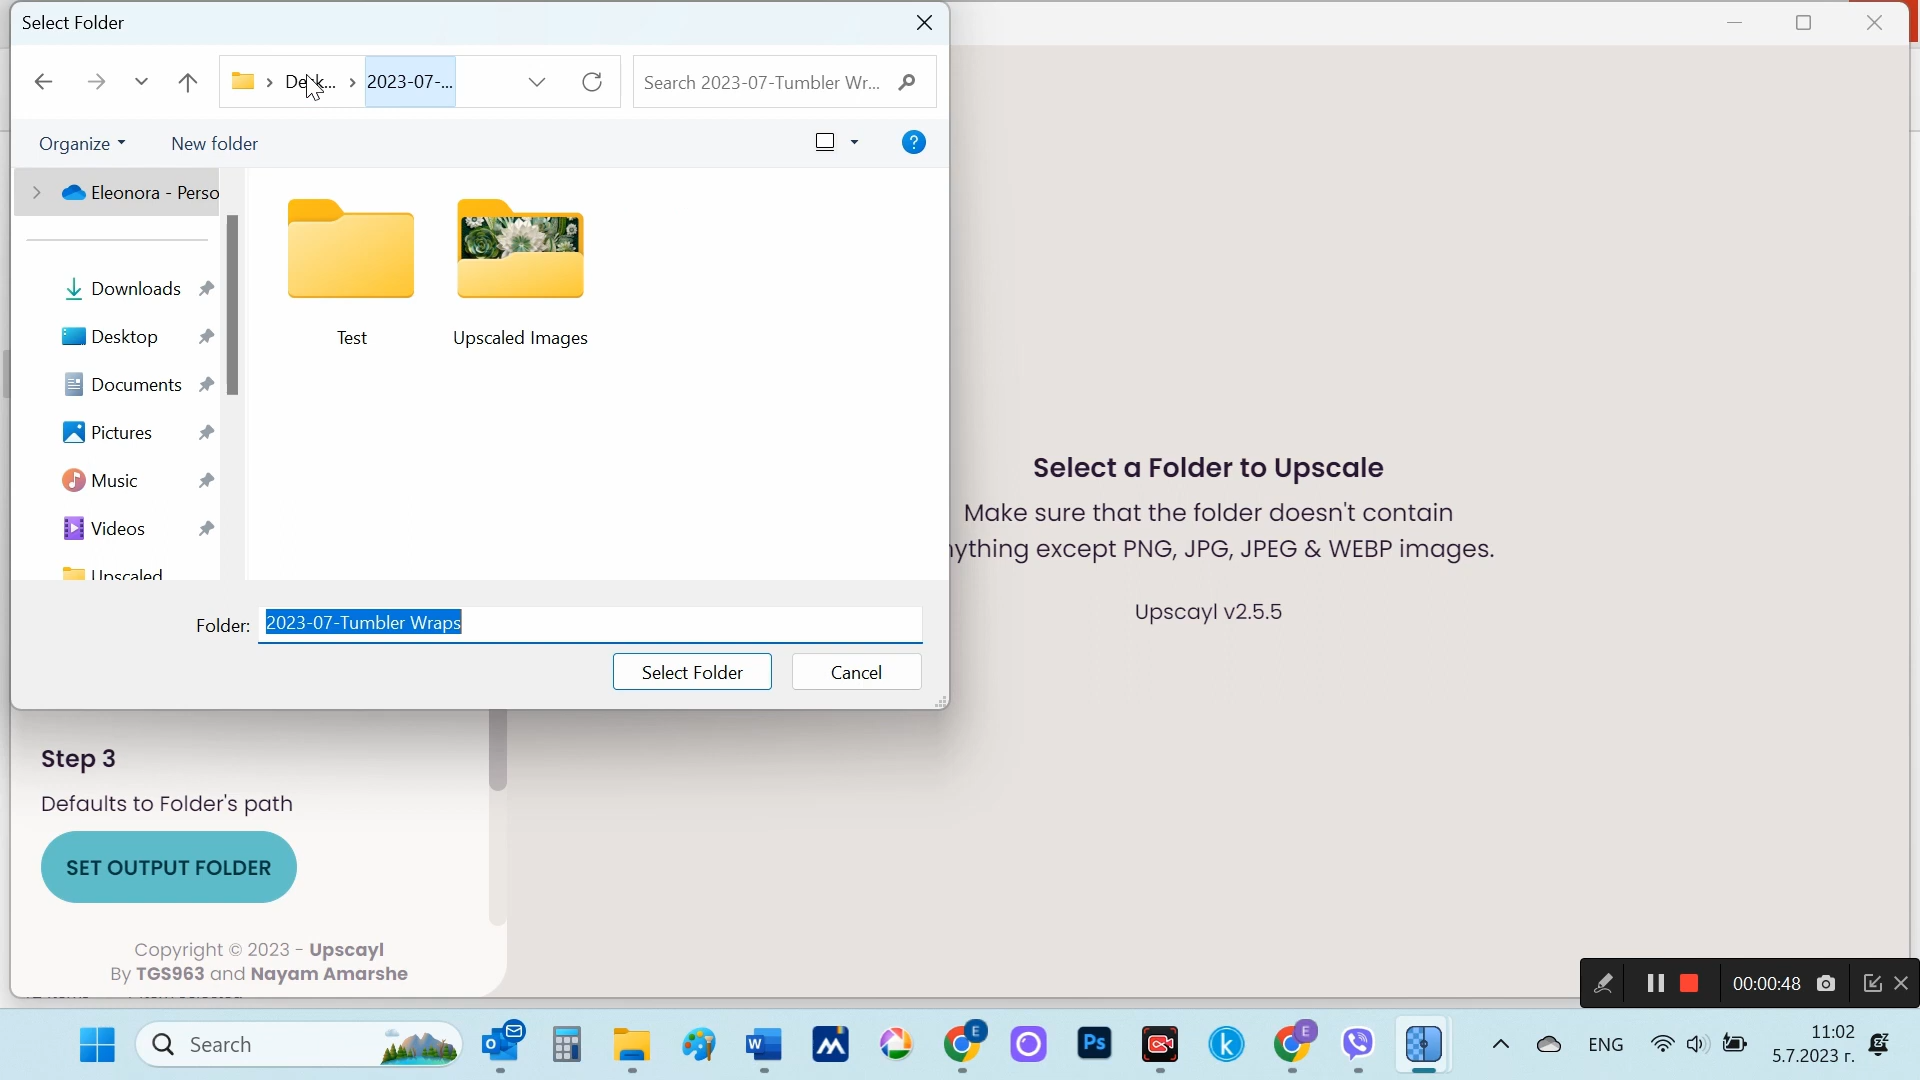 Select Folder
Desk...
2023-07-...
Search 2023-07-Tumbler Wr...
Organize
New folder
?
Eleonora - Perso
Downloads
Desktop
Documents
Pictures
Music
Videos
Upscaled
Test
Upscaled Images
Folder: 2023-07-Tumbler Wraps
Select Folder
Cancel
Select a Folder to Upscale
Make sure that the folder doesn't contain
ything except PNG, JPG, JPEG & WEBP images.
Upscayl v2.5.5
Step 3
Defaults to Folder's path
SET OUTPUT FOLDER
Copyright © 2023 - Upscayl
By TGS963 and Nayam Amarshe
00:00:48
Search
W
E
Ps
k
E
ENG
11:02
5.7.2023 г.